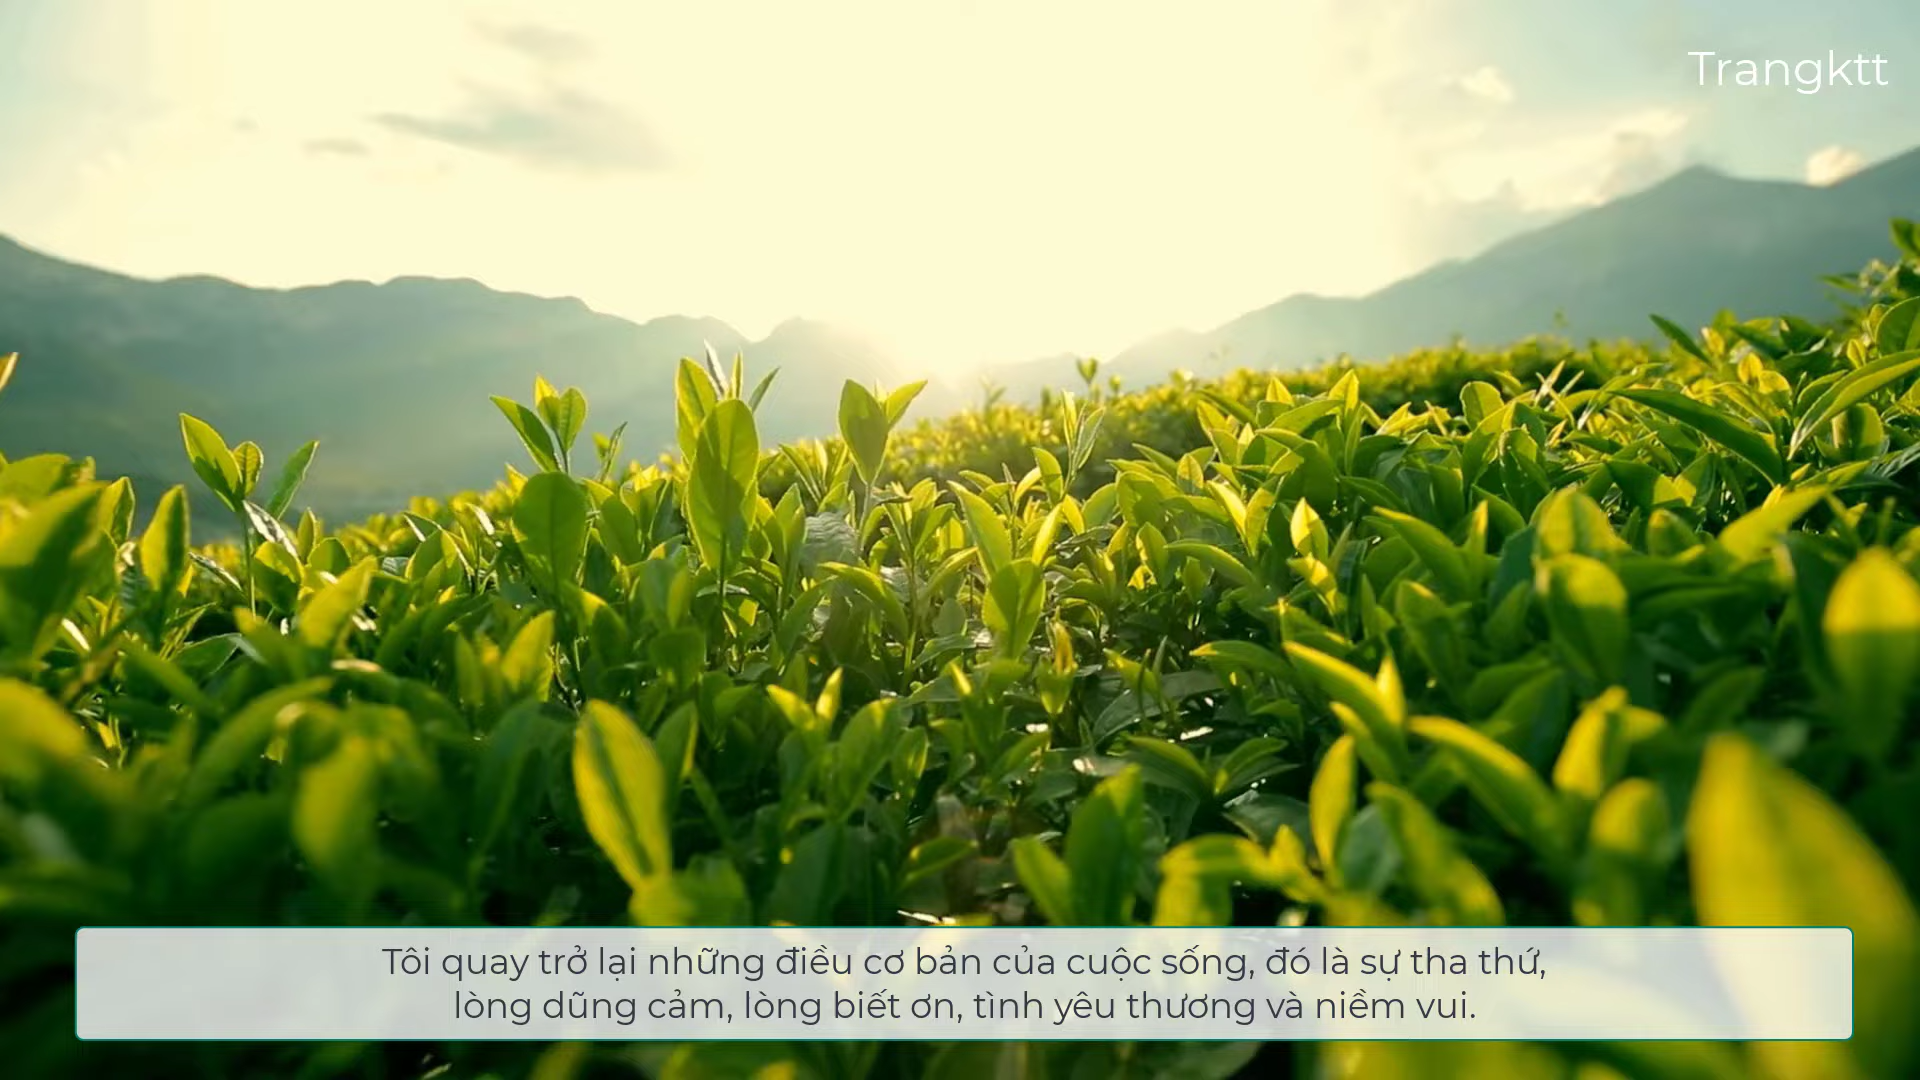 Trangktt
Tôi quay trở lại những điều cơ bản của cuộc sống, đó là sự tha thứ,
lòng dũng cảm, lòng biết ơn, tình yêu thương và niềm vui.